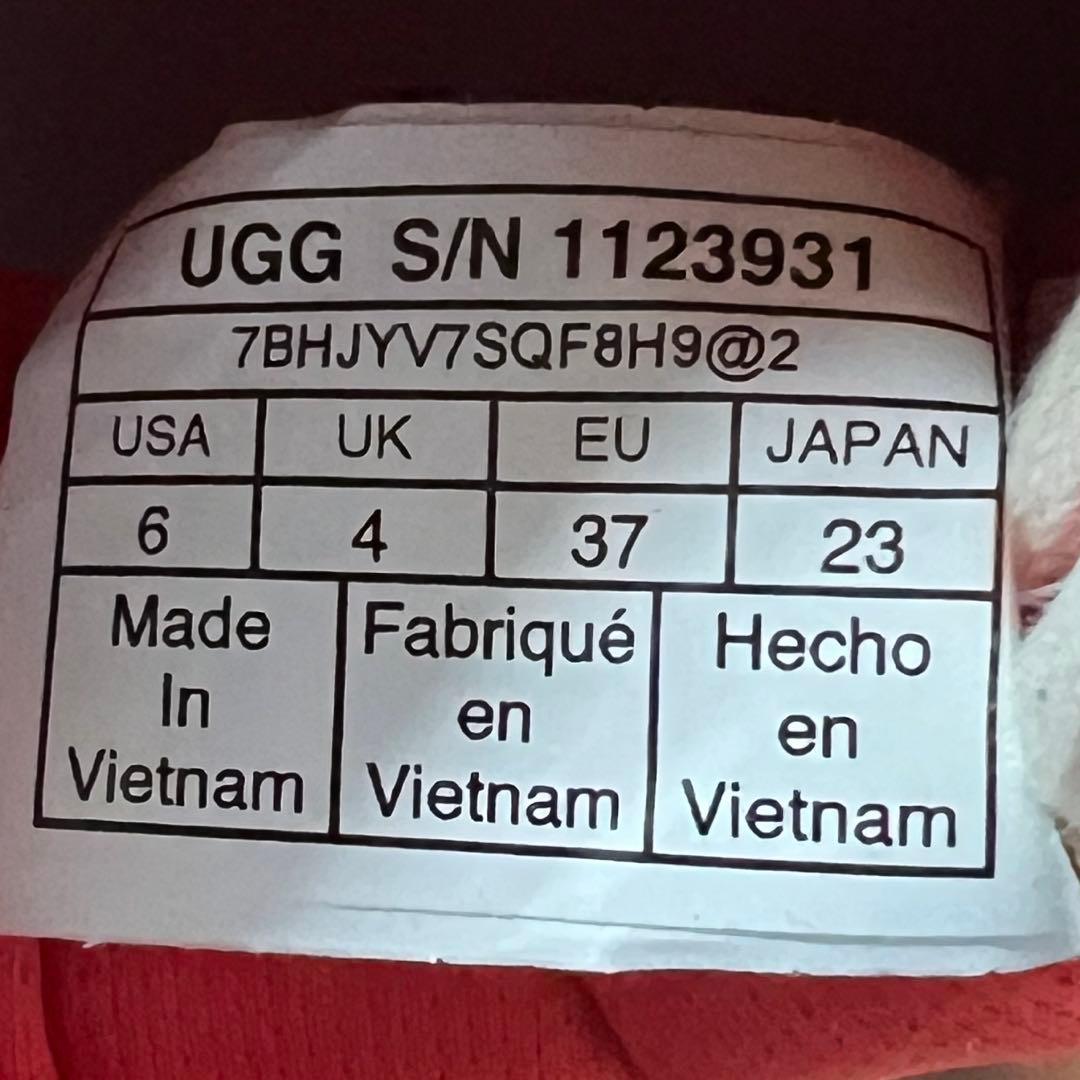 UGG S/N 1123931
7BHJYV7SQF8H9@2
USA UK EU JAPAN
6 4 37 23
Made
In
Vietnam
Fabriqué
en
Vietnam
Hecho
en
Vietnam